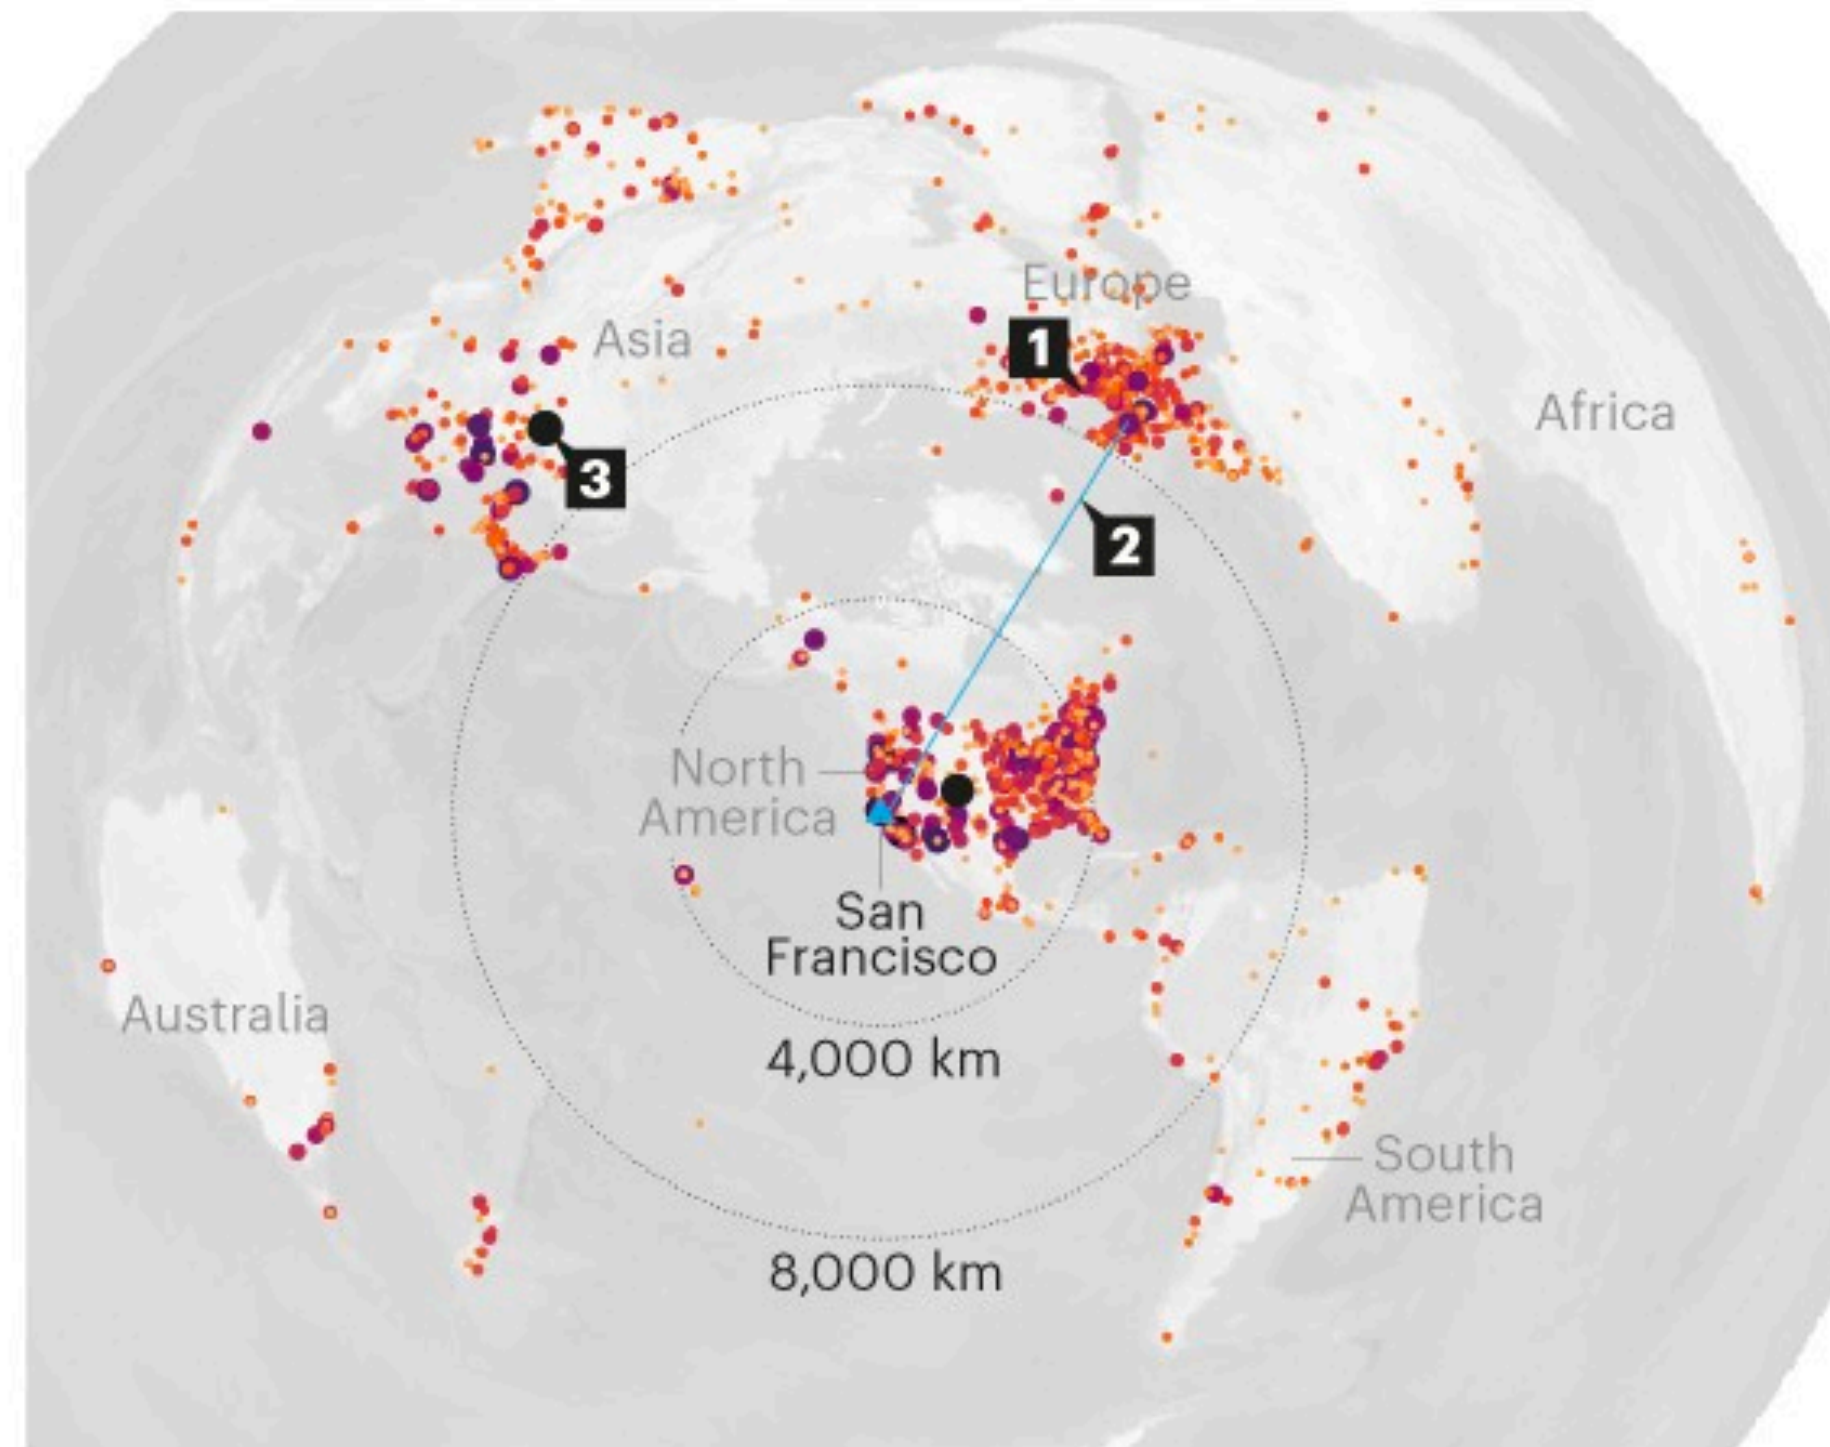 Europe
1
Asia
Africa
3
2
North
America
San
Francisco
Australia
4,000 km
South
America
8,000 km